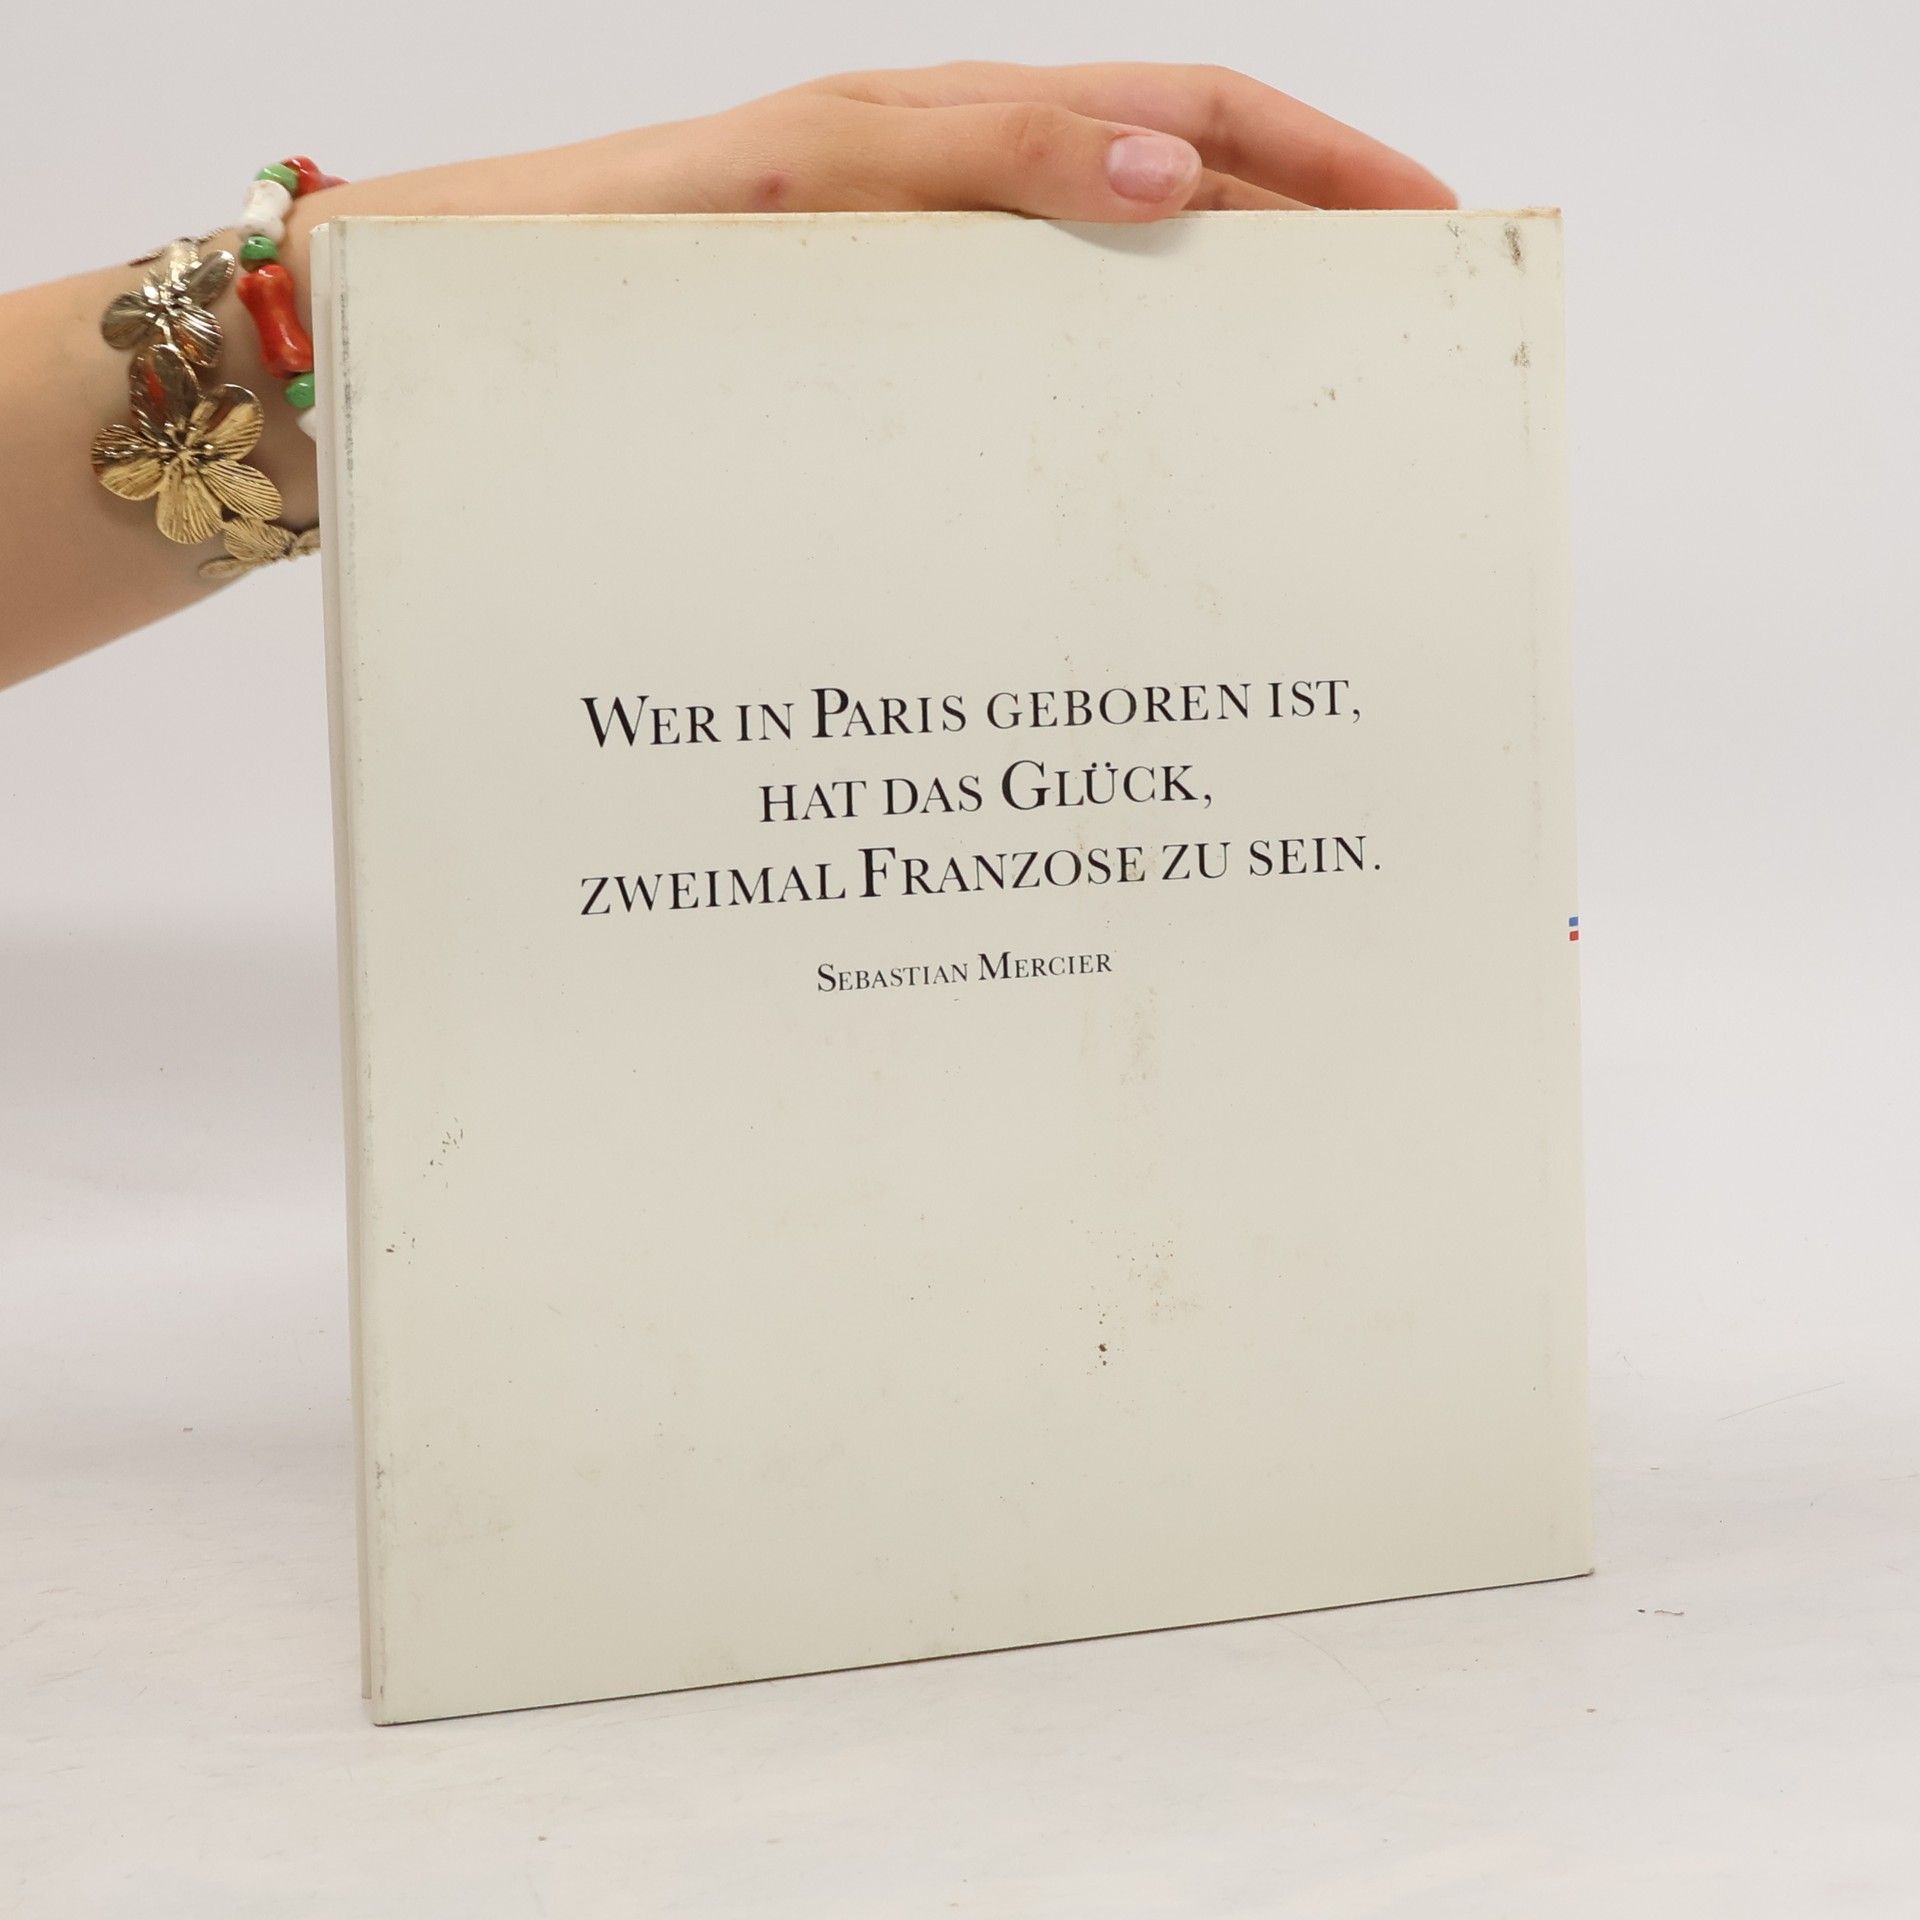 WER IN PARIS GEBOREN IST,
HAT DAS GLÜCK,
ZWEIMAL FRANZOSE ZU SEIN.
SEBASTIAN MERCIER